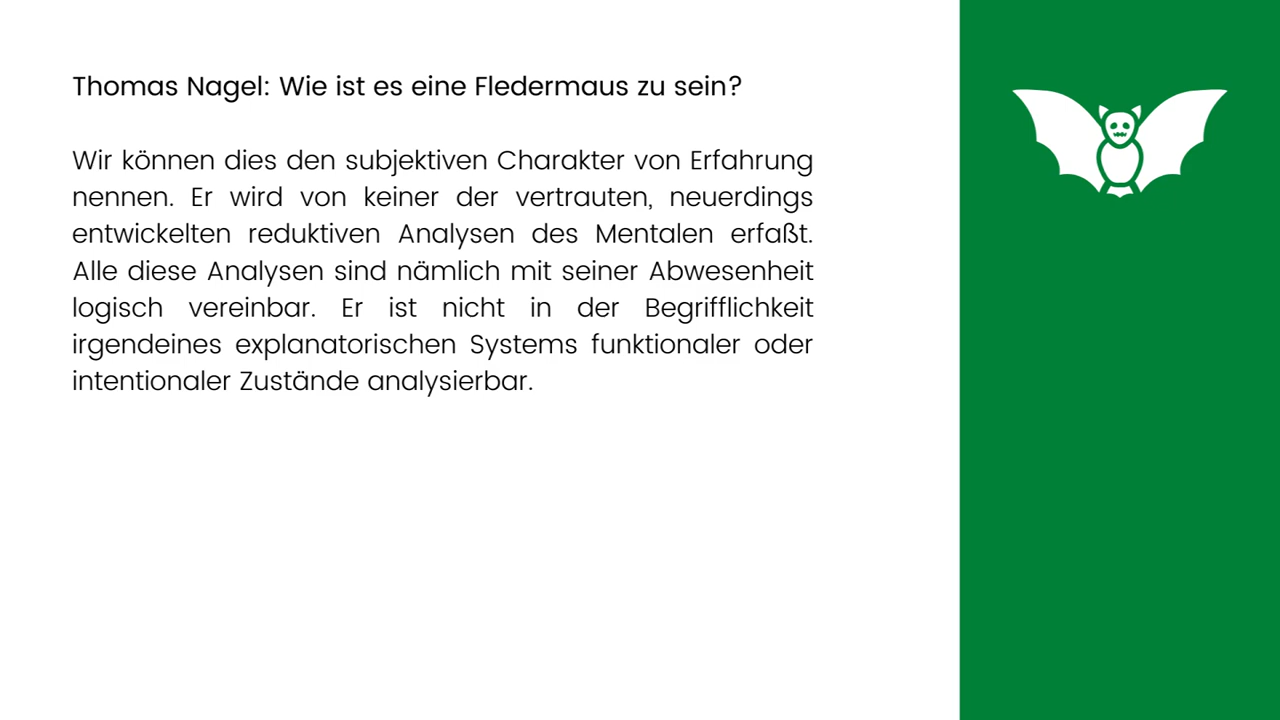 Thomas Nagel: Wie ist es eine Fledermaus zu sein?
Wir können dies den subjektiven Charakter von Erfahrung
nennen. Er wird von keiner der vertrauten, neuerdings
entwickelten reduktiven Analysen des Mentalen erfaßt.
Alle diese Analysen sind nämlich mit seiner Abwesenheit
logisch vereinbar. Er ist nicht in der Begrifflichkeit
irgendeines explanatorischen Systems funktionaler oder
intentionaler Zustände analysierbar.